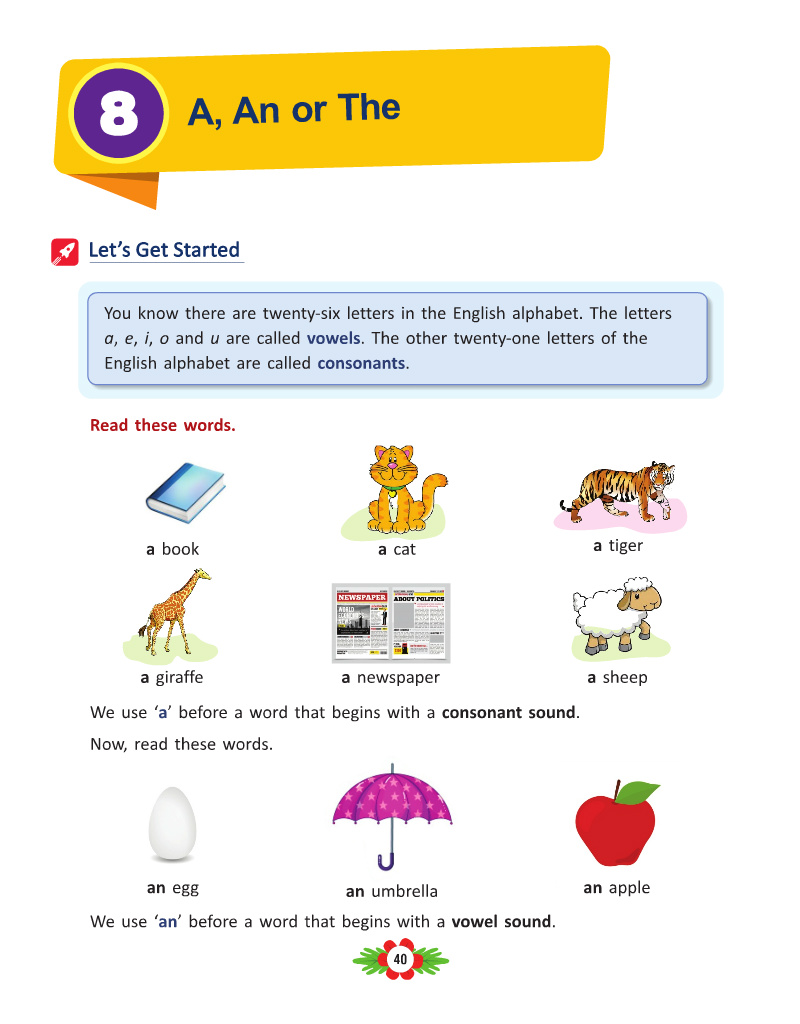 8
A, An or The
Let's Get Started
You know there are twenty-six letters in the English alphabet. The letters
a, e, i, o and u are called vowels. The other twenty-one letters of the
English alphabet are called consonants.
Read these words.
a book
a cat
a tiger
NEWSPAPER
ABOUT POLITICS
a giraffe
a newspaper
a sheep
We use ‘a’ before a word that begins with a consonant sound.
Now, read these words.
an egg
an umbrella
an apple
We use ‘an’ before a word that begins with a vowel sound.
40